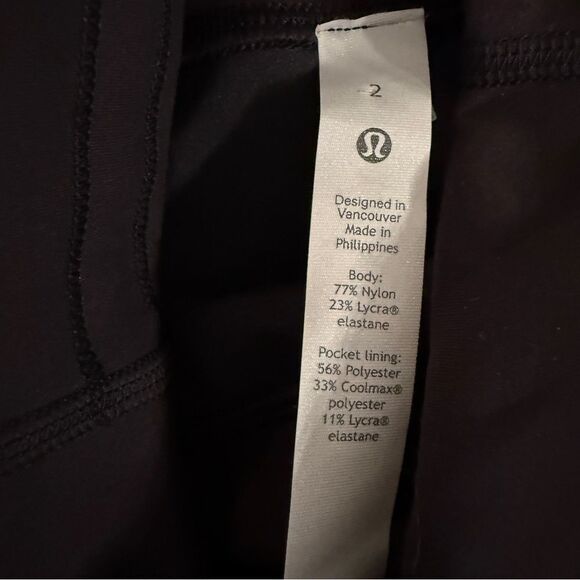 2
Designed in
Vancouver
Made in
Philippines
Body:
77% Nylon
23% Lycra®
elastane
Pocket lining:
56% Polyester
33% Coolmax®
polyester
11% Lycra®
elastane